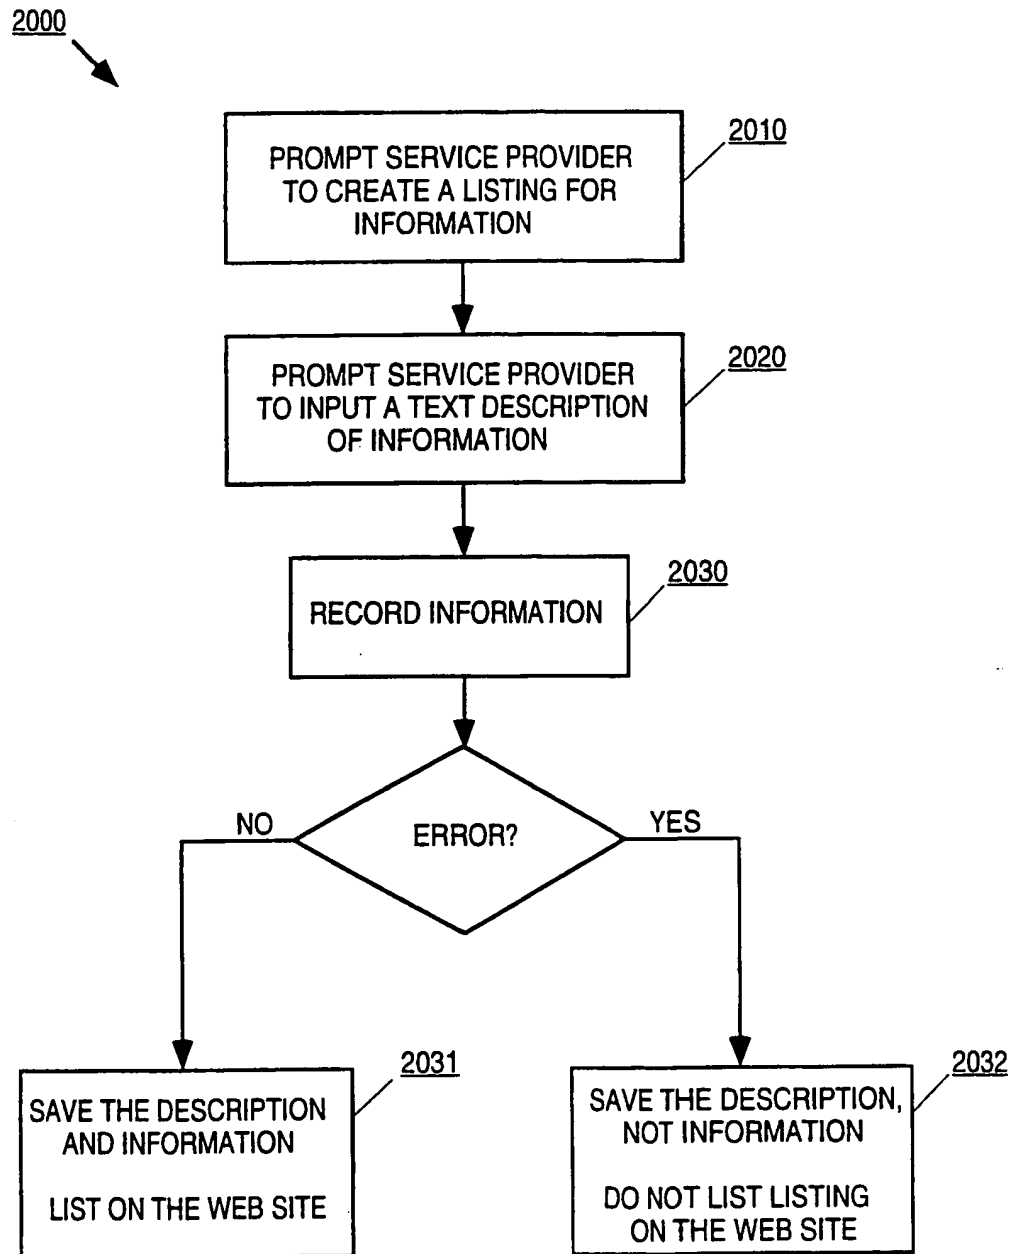 2000
2010
PROMPT SERVICE PROVIDER
TO CREATE A LISTING FOR
INFORMATION
2020
PROMPT SERVICE PROVIDER
TO INPUT A TEXT DESCRIPTION
OF INFORMATION
2030
RECORD INFORMATION
NO
ERROR?
YES
2031
SAVE THE DESCRIPTION
AND INFORMATION
LIST ON THE WEB SITE
2032
SAVE THE DESCRIPTION,
NOT INFORMATION
DO NOT LIST LISTING
ON THE WEB SITE